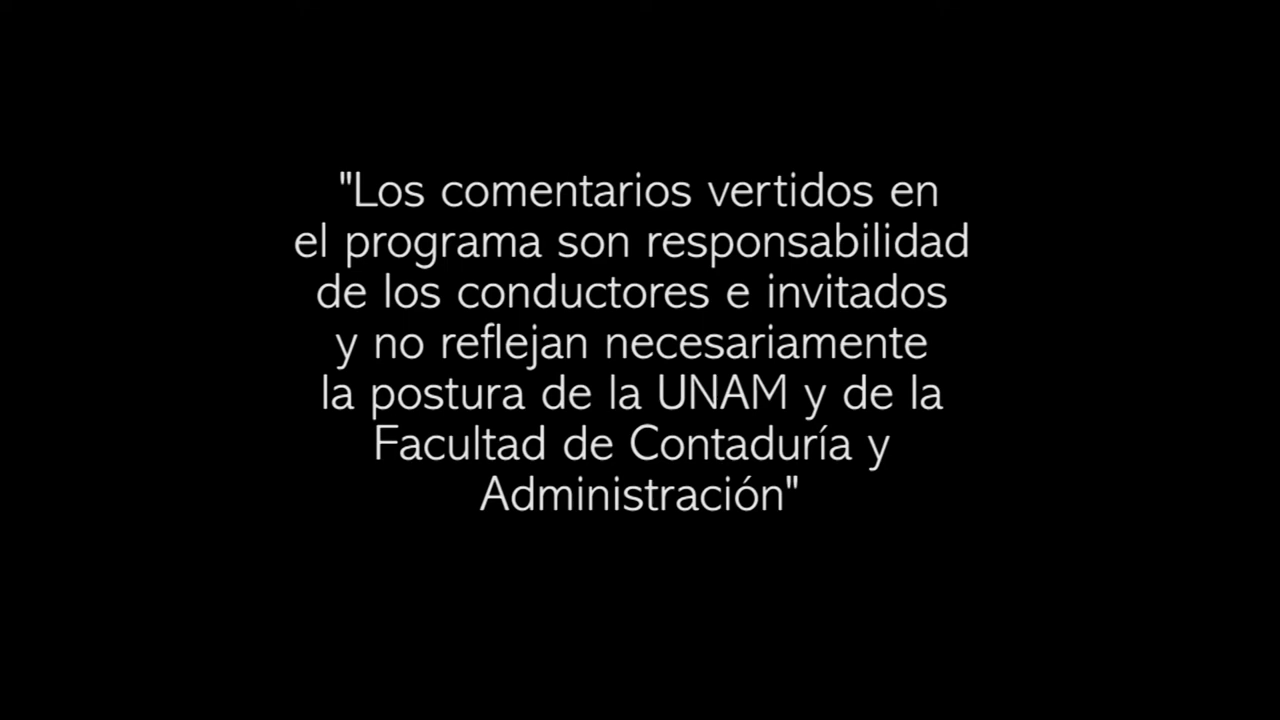 "Los comentarios vertidos en
el programa son responsabilidad
de los conductores e invitados
y no reflejan necesariamente
la postura de la UNAM y de la
Facultad de Contaduría y
Administración"